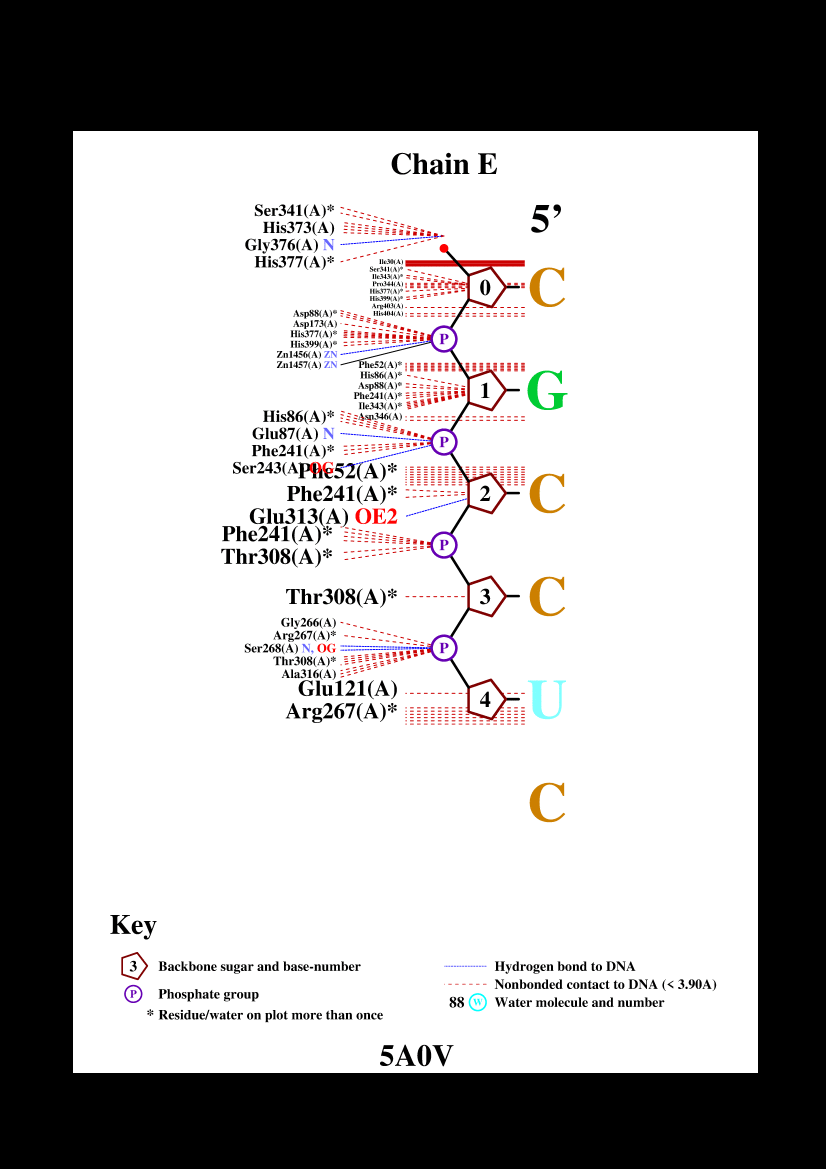 Chain E
5’
Ser341(A)*
His373(A)
Gly376(A) N
His377(A)*
Ile30(A)
Ser341(A)*
Ile343(A)*
Pro344(A)
His377(A)*
His399(A)*
Arg403(A)
His404(A)
0
C
Asp88(A)*
Asp173(A)
His377(A)*
His399(A)*
Zn1456(A) ZN
Zn1457(A) ZN
P
Phe52(A)*
His86(A)*
Asp88(A)*
Phe241(A)*
Ile343(A)*
Asp346(A)
1
G
His86(A)*
Glu87(A) N
Phe241(A)*
Ser243(A) OG
P
Phe52(A)*
Phe241(A)*
Glu313(A) OE2
2
C
Phe241(A)*
Thr308(A)*
P
Thr308(A)*
3
C
Gly266(A)
Arg267(A)*
Ser268(A) N, OG
Thr308(A)*
Ala316(A)
P
Glu121(A)
Arg267(A)*
4
U
C
Key
3 Backbone sugar and base-number
P Phosphate group
* Residue/water on plot more than once
Hydrogen bond to DNA
Nonbonded contact to DNA (< 3.90A)
88 W Water molecule and number
5A0V